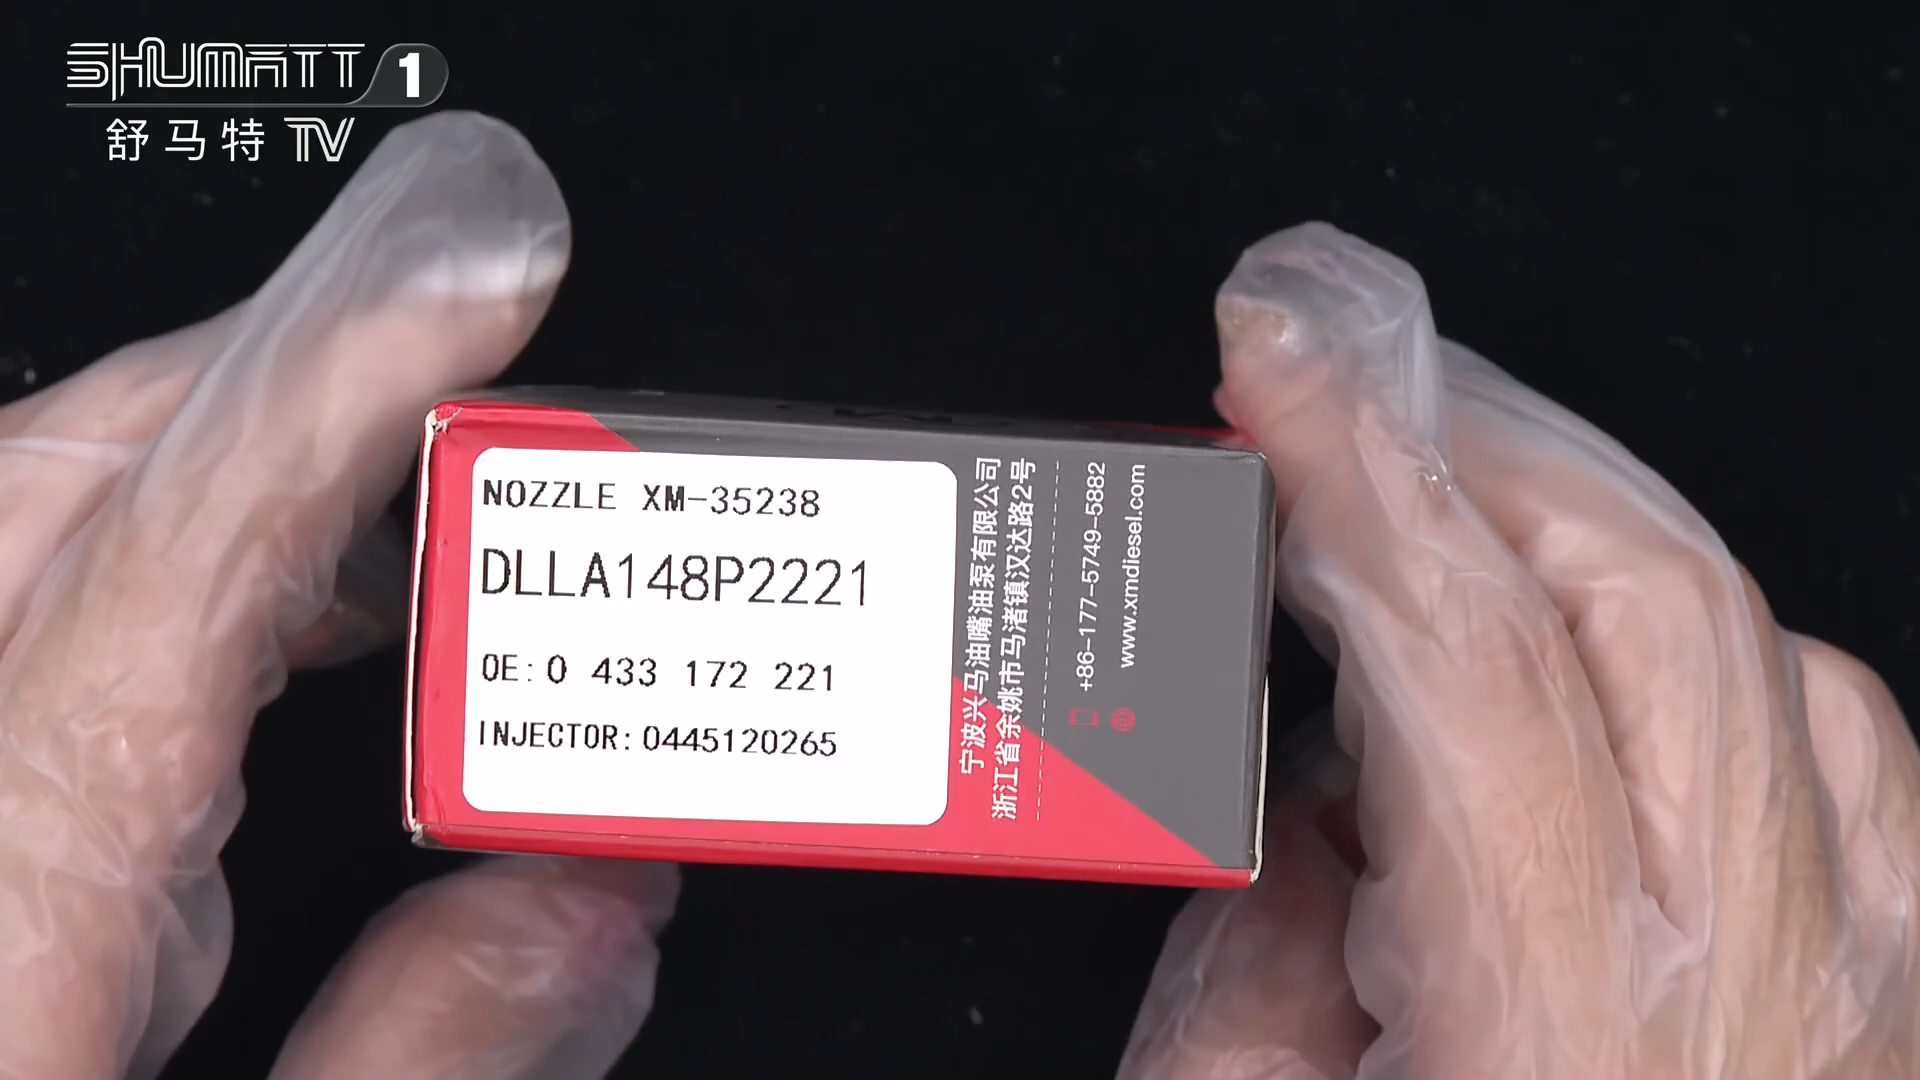 SHUMATT 1
舒马特 TV
NOZZLE XM-35238
DLLA148P2221
OE:0 433 172 221
INJECTOR:0445120265
宁波兴马油嘴油泵有限公司
浙江省余姚市马渚镇汉达路2号
+86-177-5749-5882
www.xmdiesel.com